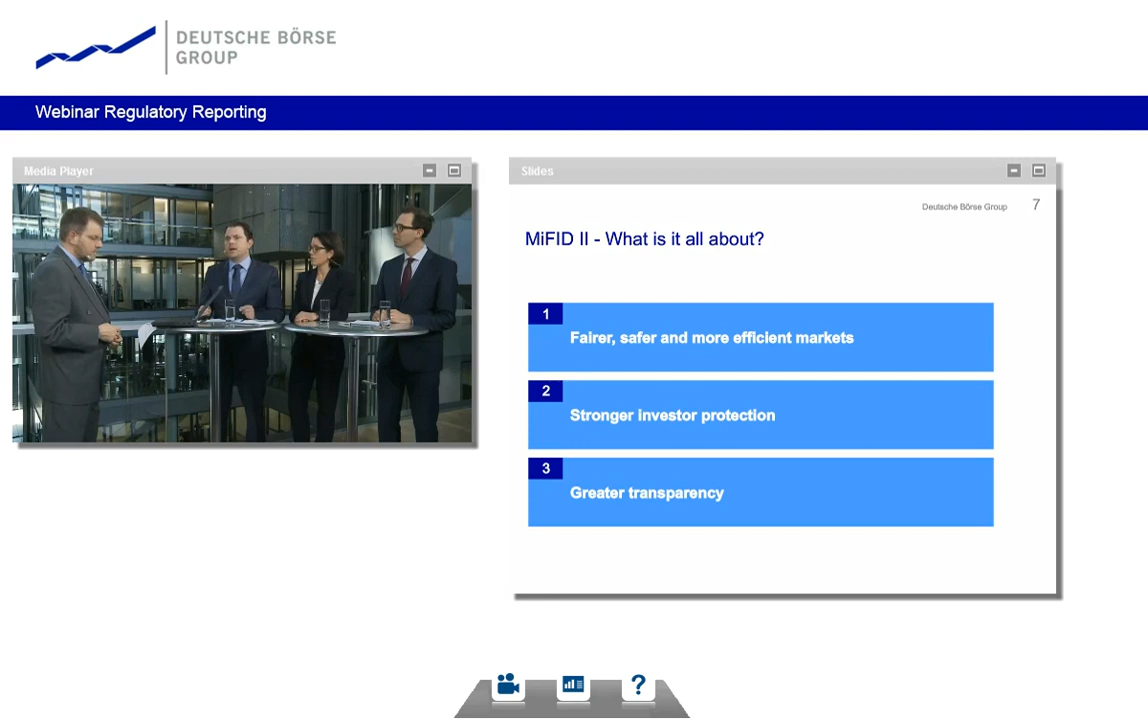 DEUTSCHE BÖRSE
GROUP
Webinar Regulatory Reporting
Media Player
Slides
Deutsche Börse Group 7
MiFID II - What is it all about?
1
Fairer, safer and more efficient markets
2
Stronger investor protection
3
Greater transparency
?